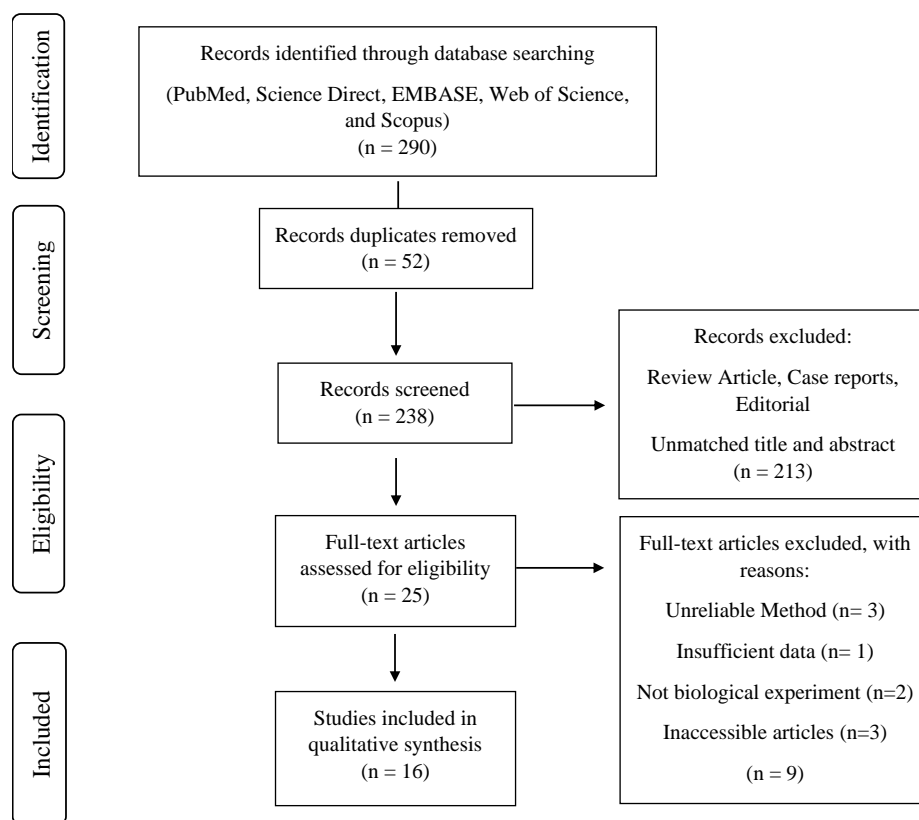 Identification
Records identified through database searching
(PubMed, Science Direct, EMBASE, Web of Science,
and Scopus)
(n = 290)
Screening
Records duplicates removed
(n = 52)
Records screened
(n = 238)
Records excluded:
Review Article, Case reports,
Editorial
Unmatched title and abstract
(n = 213)
Eligibility
Full-text articles
assessed for eligibility
(n = 25)
Full-text articles excluded, with
reasons:
Unreliable Method (n= 3)
Insufficient data (n= 1)
Not biological experiment (n=2)
Inaccessible articles (n=3)
(n = 9)
Included
Studies included in
qualitative synthesis
(n = 16)